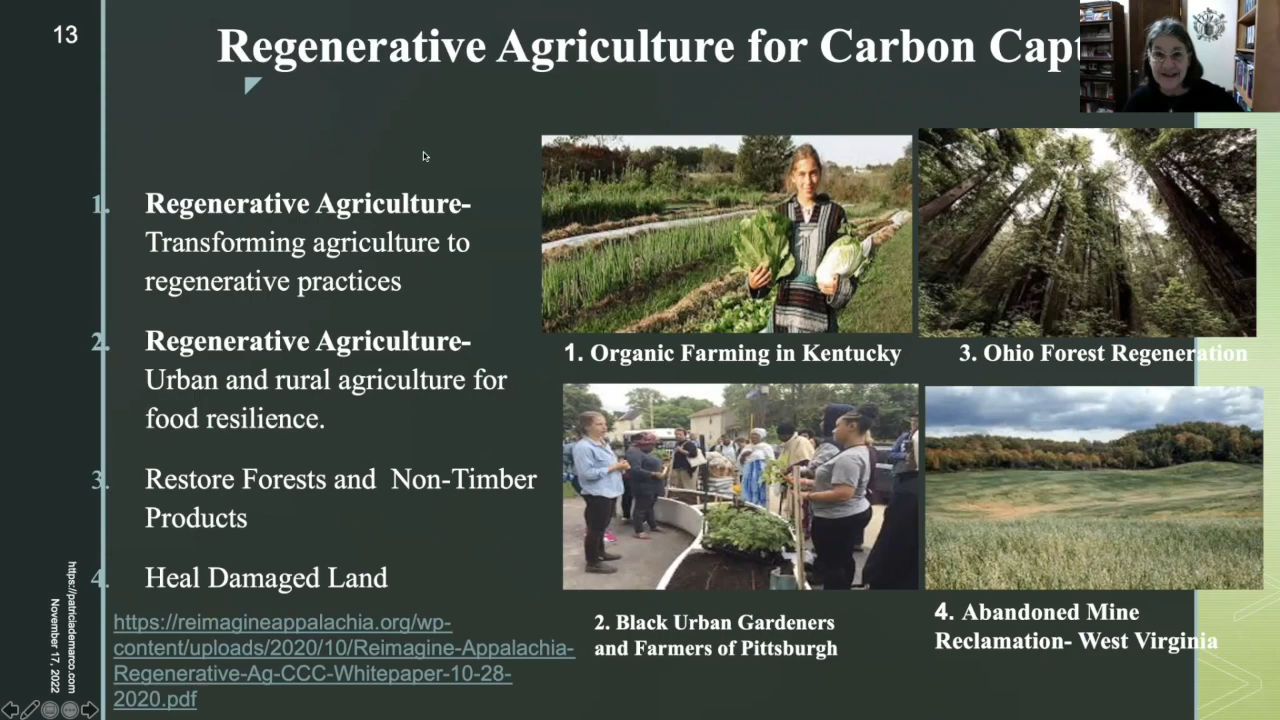 13
Regenerative Agriculture for Carbon Capt
1. Regenerative Agriculture-
Transforming agriculture to
regenerative practices
2. Regenerative Agriculture-
Urban and rural agriculture for
food resilience.
3. Restore Forests and Non-Timber
Products
4. Heal Damaged Land
https://reimagineappalachia.org/wp-
content/uploads/2020/10/Reimagine-Appalachia-
Regenerative-Ag-CCC-Whitepaper-10-28-
2020.pdf
1. Organic Farming in Kentucky
3. Ohio Forest Regeneration
2. Black Urban Gardeners
and Farmers of Pittsburgh
4. Abandoned Mine
Reclamation- West Virginia
https://patriciademarco.com
November 17, 2022